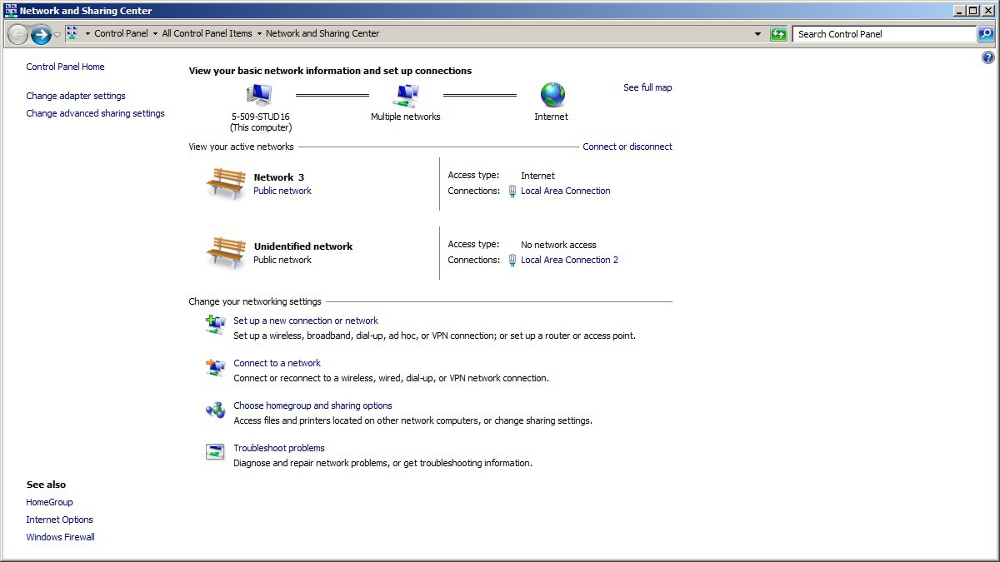 Network and Sharing Center
Control Panel All Control Panel Items Network and Sharing Center
Search Control Panel
Control Panel Home
Change adapter settings
Change advanced sharing settings
View your basic network information and set up connections
See full map
5-509-STUD16
(This computer)
Multiple networks
Internet
View your active networks
Connect or disconnect
Network 3
Public network
Access type: Internet
Connections: Local Area Connection
Unidentified network
Public network
Access type: No network access
Connections: Local Area Connection 2
Change your networking settings
Set up a new connection or network
Set up a wireless, broadband, dial-up, ad hoc, or VPN connection; or set up a router or access point.
Connect to a network
Connect or reconnect to a wireless, wired, dial-up, or VPN network connection.
Choose homegroup and sharing options
Access files and printers located on other network computers, or change sharing settings.
Troubleshoot problems
Diagnose and repair network problems, or get troubleshooting information.
See also
HomeGroup
Internet Options
Windows Firewall